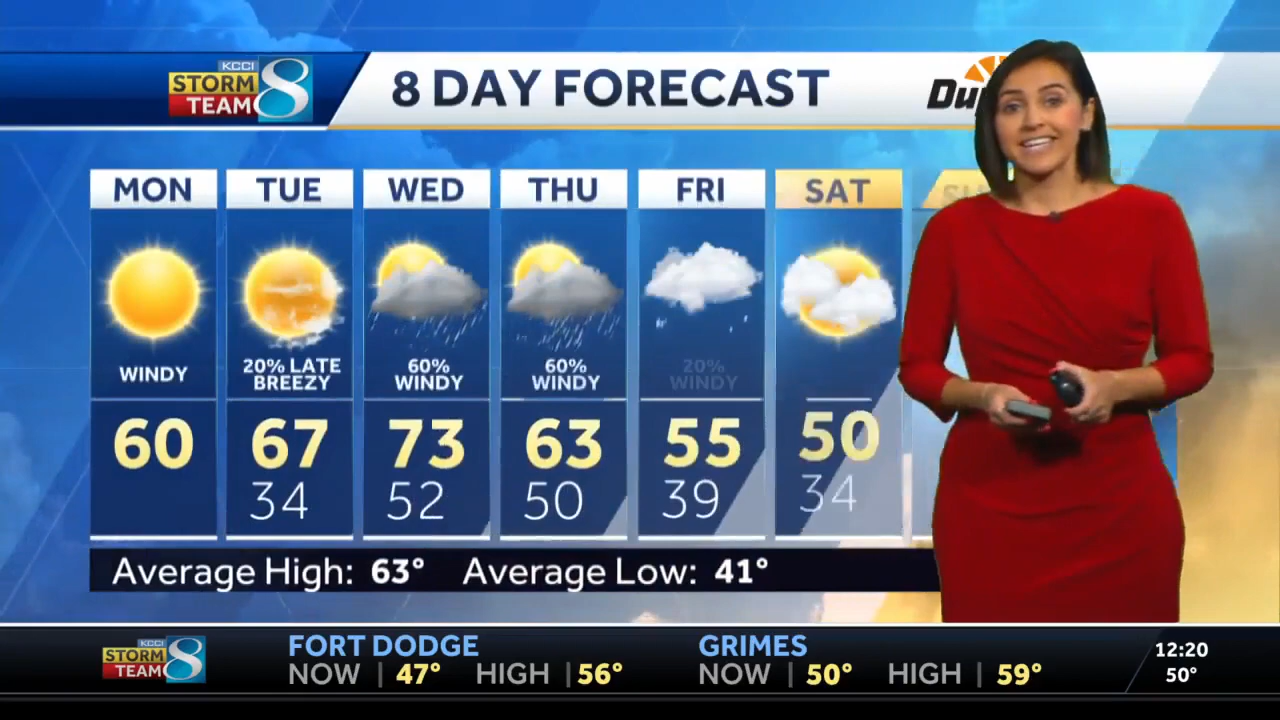 KCCI
STORM
TEAM 8
8 DAY FORECAST
MON TUE WED THU FRI SAT
WINDY
20% LATE
BREEZY
60%
WINDY
60%
WINDY
20%
WINDY
60 67 73 63 55 50
34 52 50 39 34
Average High: 63° Average Low: 41°
KCCI
STORM
TEAM 8
FORT DODGE
NOW | 47° HIGH | 56°
GRIMES
NOW | 50° HIGH | 59°
12:20
50°